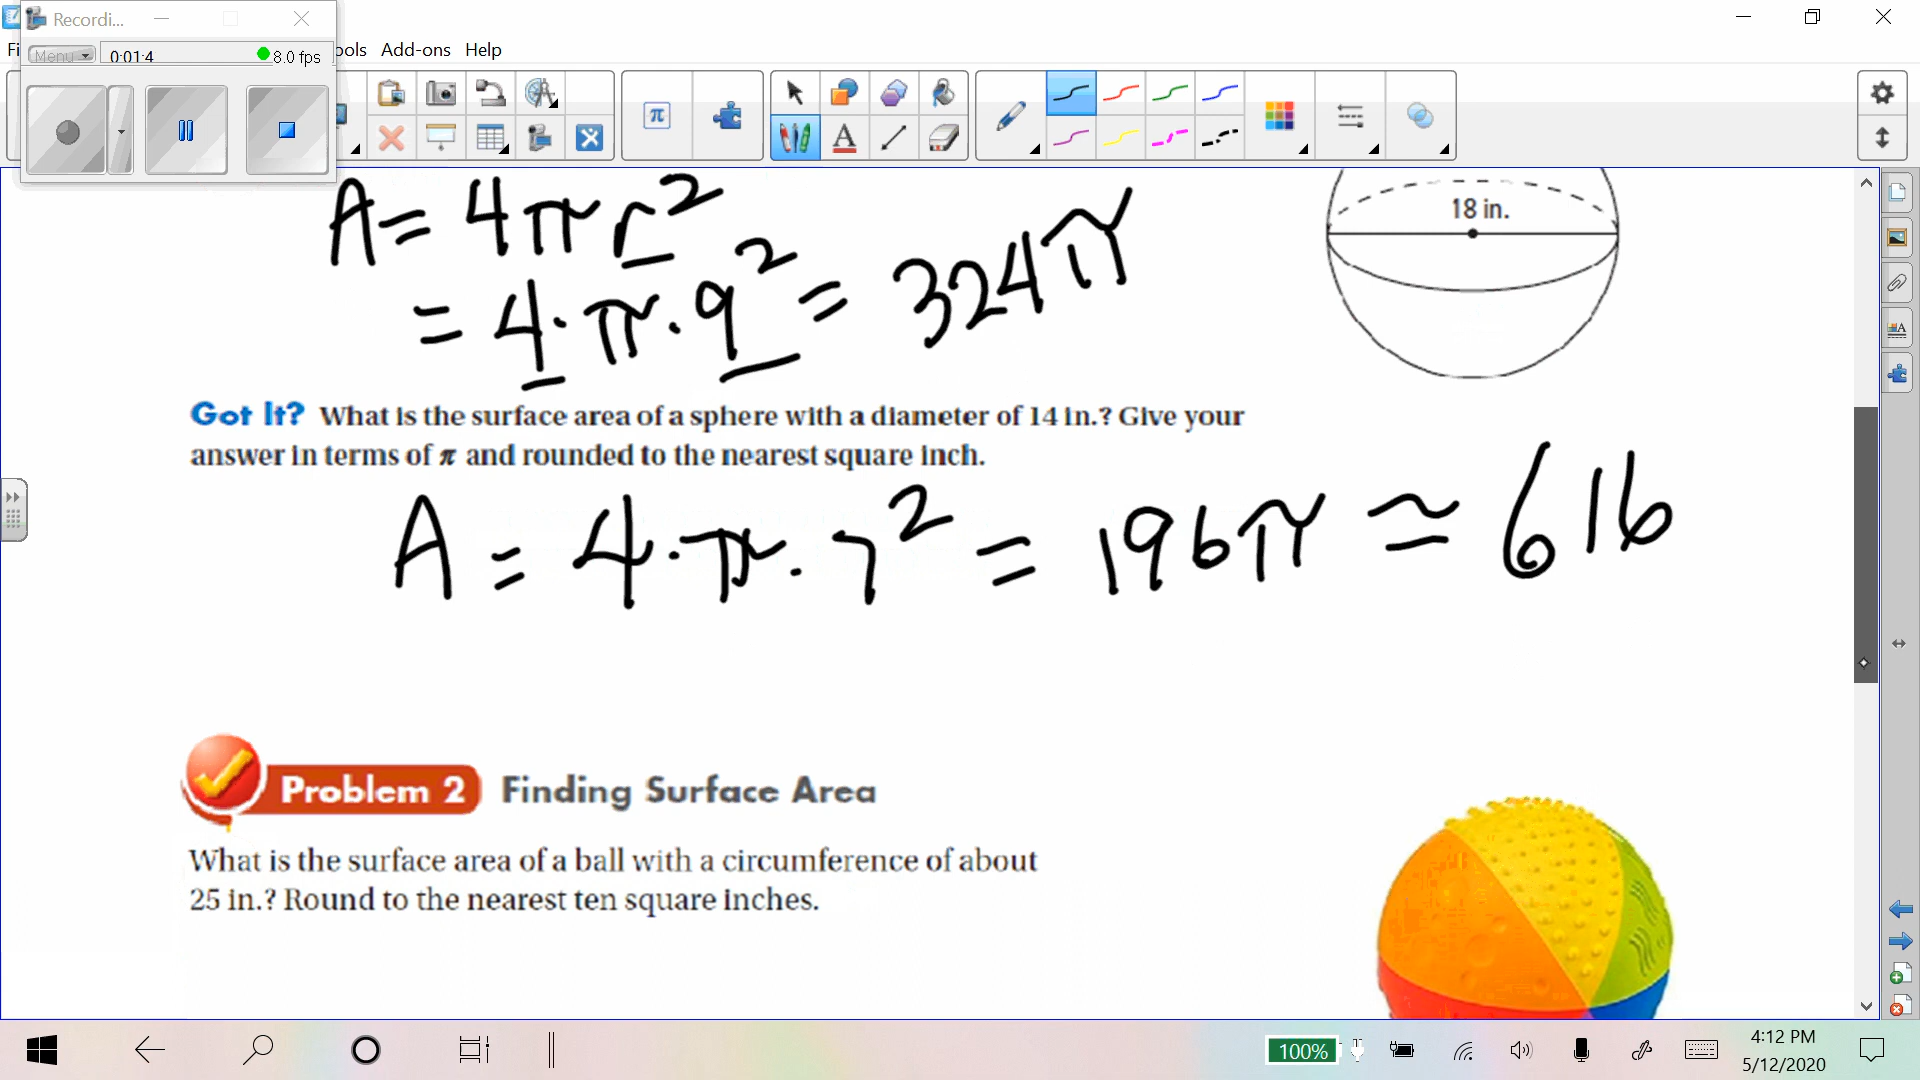 Recordi...
Menu
0:01:4
8.0 fps
ools Add-ons Help
π
A
A = 4πr²
= 4·π·9² = 324π
18 in.
Got It? What is the surface area of a sphere with a diameter of 14 in.? Give your
answer in terms of π and rounded to the nearest square inch.
A = 4·π·7² = 196π ≃ 616
Problem 2 Finding Surface Area
What is the surface area of a ball with a circumference of about
25 in.? Round to the nearest ten square inches.
100%
4:12 PM
5/12/2020